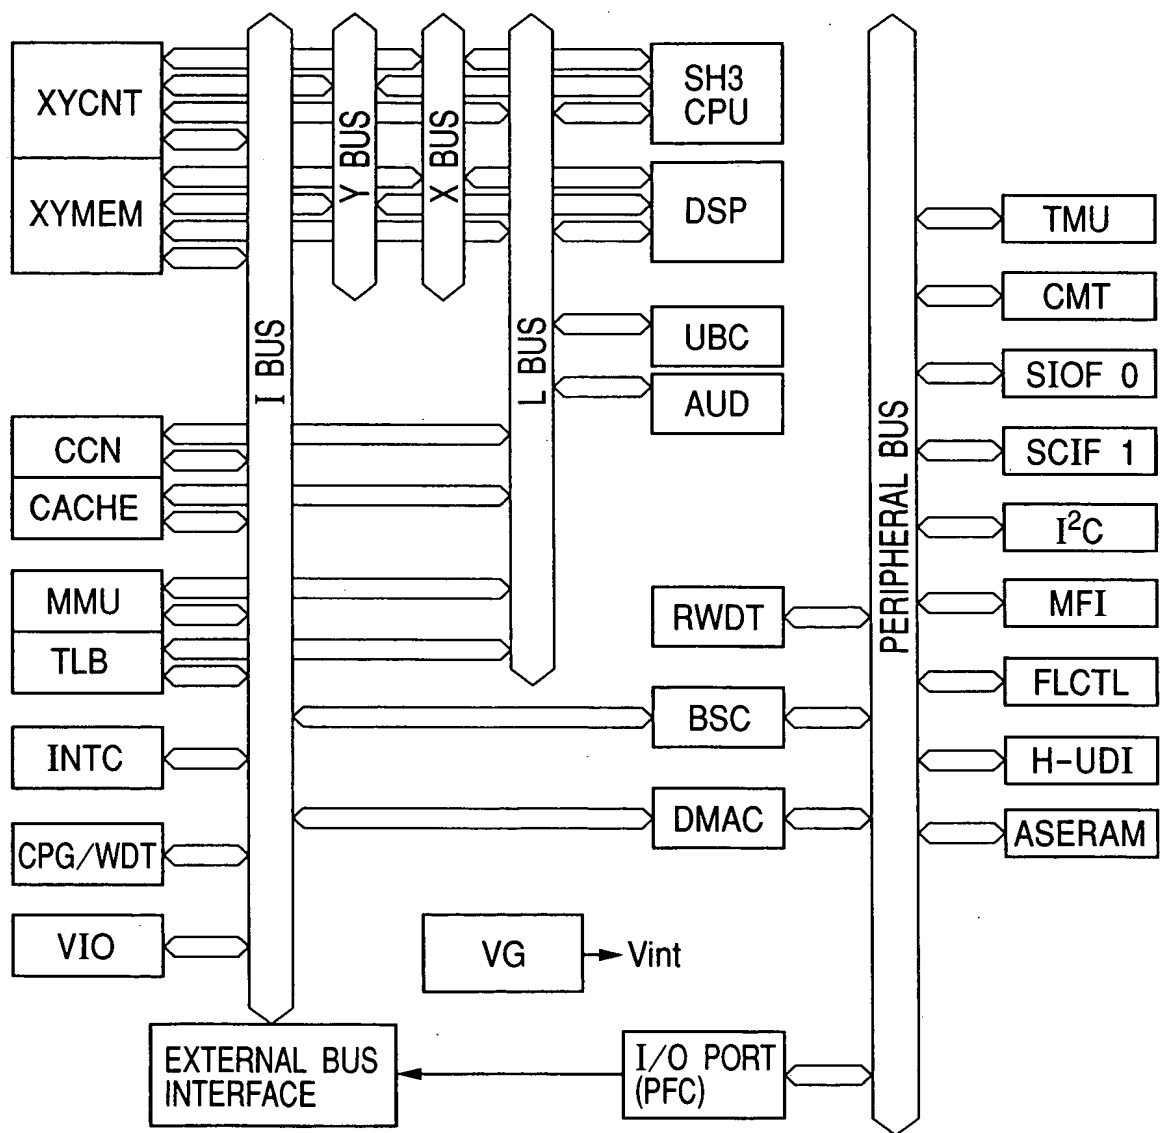 XYCNT
XYMEM
I BUS
Y BUS
X BUS
L BUS
SH3
CPU
DSP
UBC
AUD
CCN
CACHE
MMU
TLB
INTC
CPG/WDT
VIO
RWDT
BSC
DMAC
VG
Vint
EXTERNAL BUS
INTERFACE
I/O PORT
(PFC)
PERIPHERAL BUS
TMU
CMT
SIOF 0
SCIF 1
I²C
MFI
FLCTL
H-UDI
ASERAM